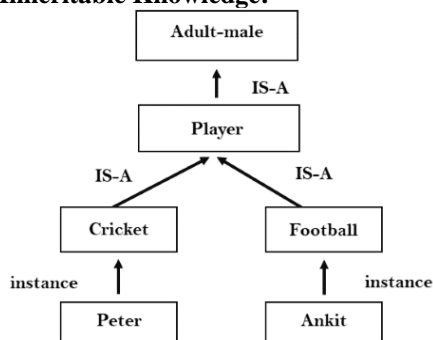 Inheritable Knowledge:
Adult-male
IS-A
Player
IS-A
IS-A
Cricket
Football
instance
instance
Peter
Ankit